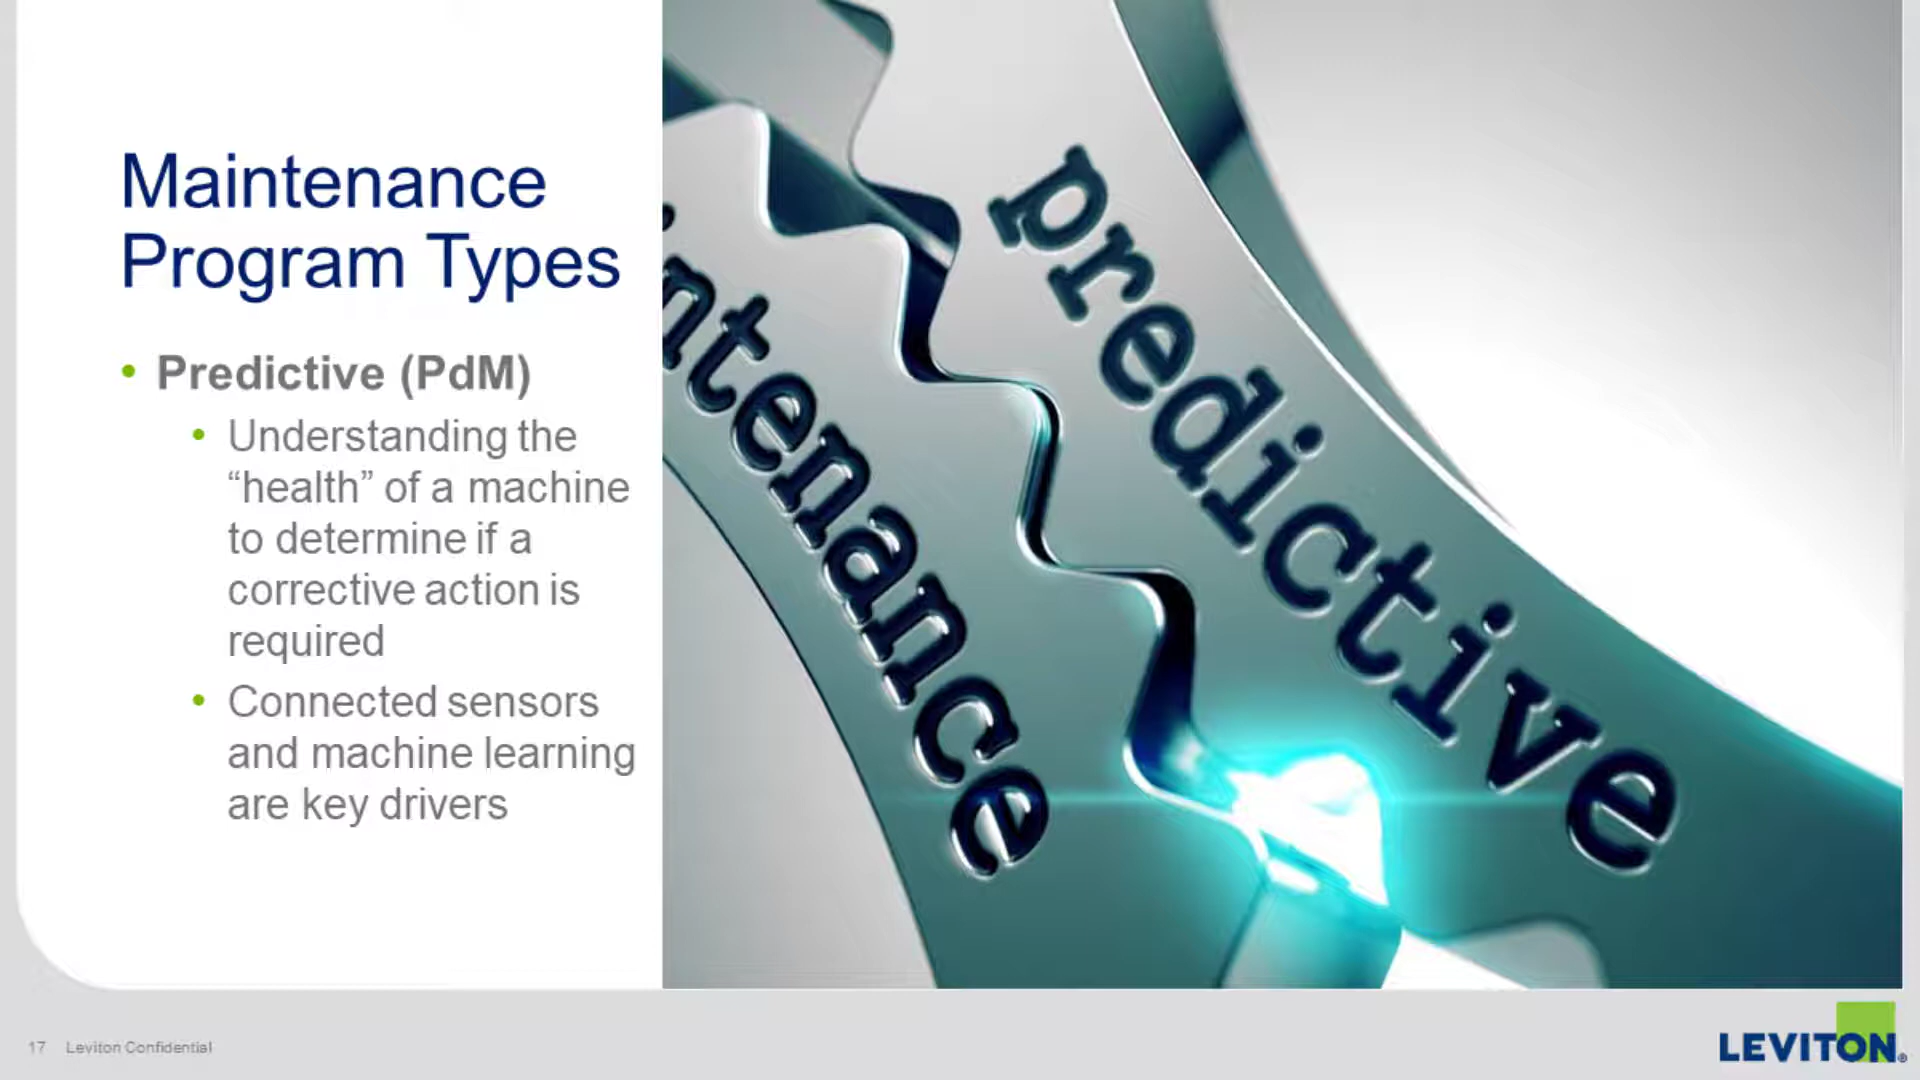 Maintenance
Program Types
• Predictive (PdM)
• Understanding the
“health” of a machine
to determine if a
corrective action is
required
• Connected sensors
and machine learning
are key drivers
intenance
predictive
17 Leviton Confidential
LEVITON®